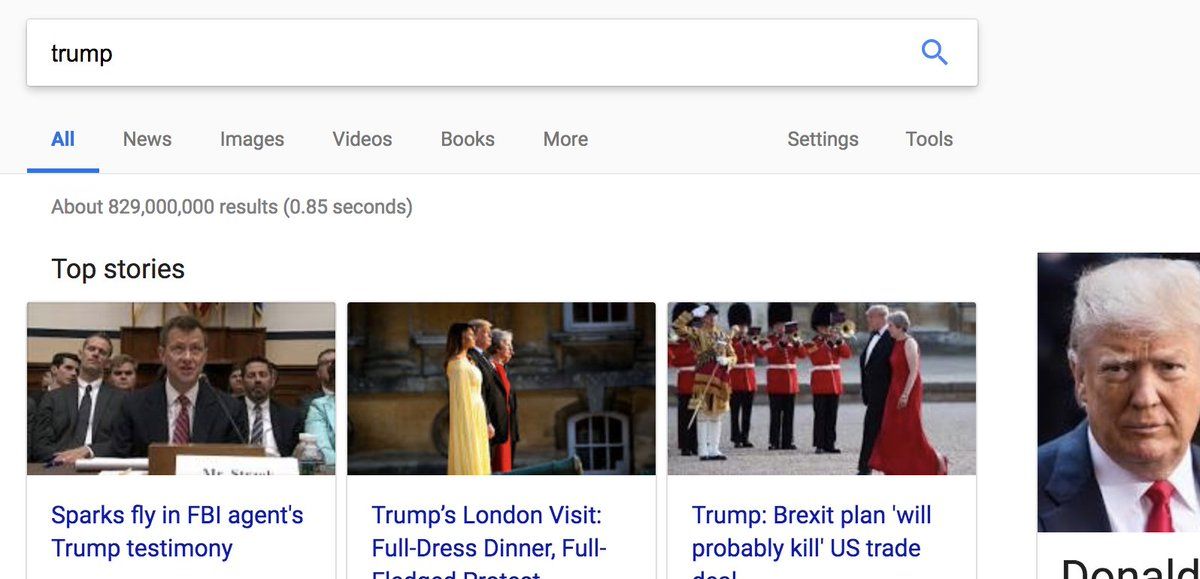 trump
All News Images Videos Books More Settings Tools
About 829,000,000 results (0.85 seconds)
Top stories
Mr. Strzok
Sparks fly in FBI agent's
Trump testimony
Trump’s London Visit:
Full-Dress Dinner, Full-
Fledged Protest
Trump: Brexit plan 'will
probably kill' US trade
deal
Donald